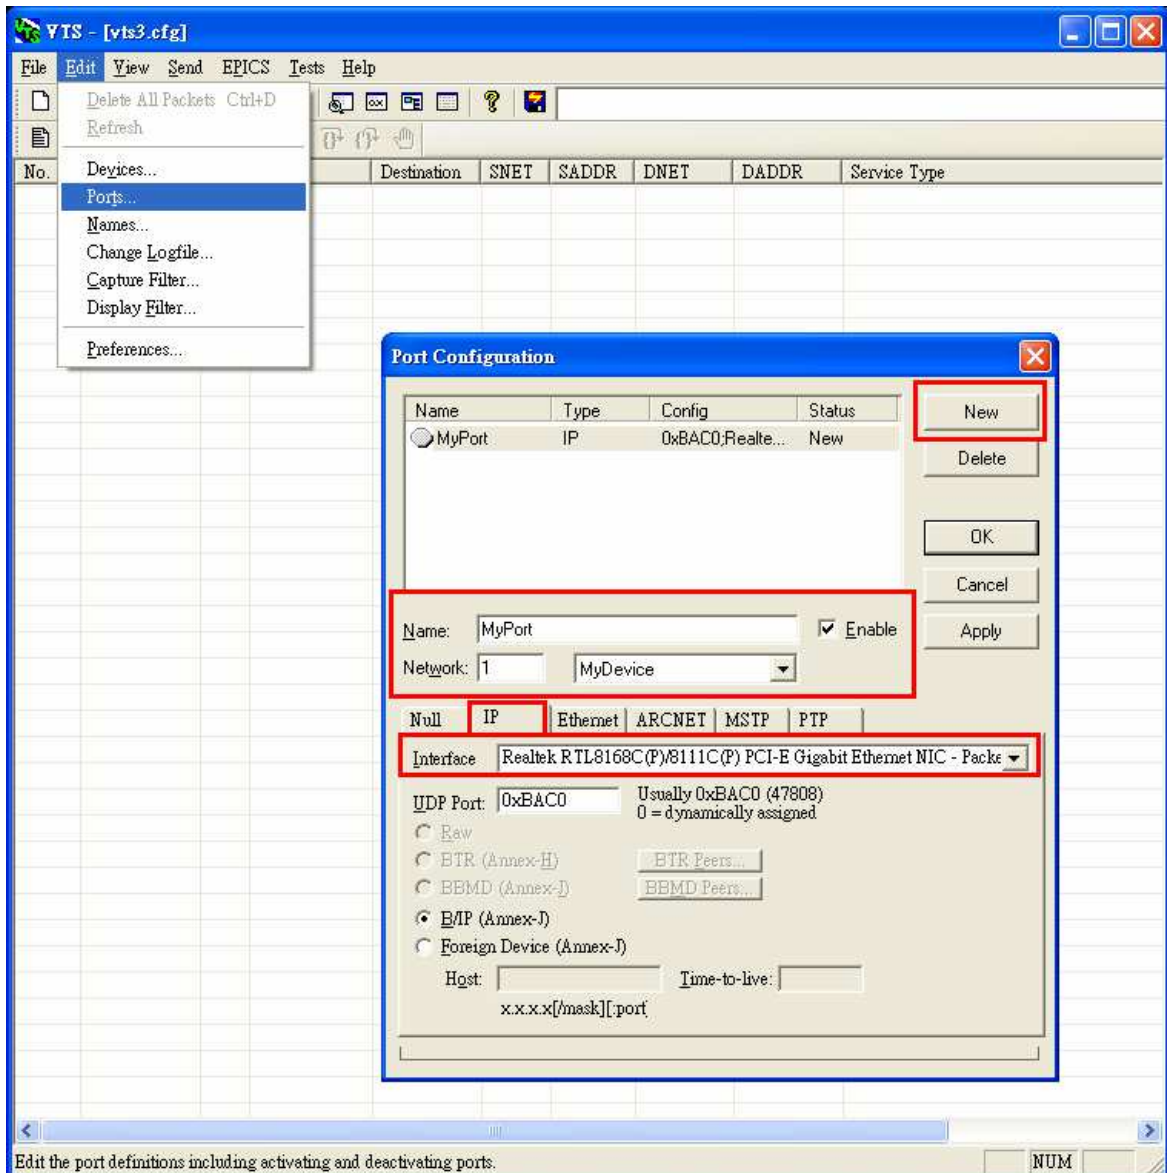 VTS - [vts3.cfg]
File Edit View Send EPICS Tests Help
Delete All Packets Ctrl+D
Refresh
Devices...
Ports...
Names...
Change Logfile...
Capture Filter...
Display Filter...
Preferences...
No. Destination SNET SADDR DNET DADDR Service Type
Port Configuration
Name Type Config Status
MyPort IP 0xBAC0;Realte... New
New
Delete
OK
Cancel
Apply
Name: MyPort Enable
Network: 1 MyDevice
Null IP Ethernet ARCNET MSTP PTP
Interface Realtek RTL8168C(P)/8111C(P) PCI-E Gigabit Ethernet NIC - Packe
UDP Port: 0xBAC0 Usually 0xBAC0 (47808)
0 = dynamically assigned
Raw
BTR (Annex-H) BTR Peers...
BBMD (Annex-J) BBMD Peers...
B/IP (Annex-J)
Foreign Device (Annex-J)
Host: Time-to-live:
x.x.x.x[/mask][:port
Edit the port definitions including activating and deactivating ports. NUM